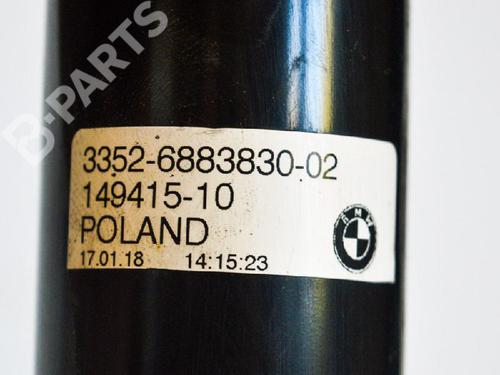 B-PARTS
3352-6883830-02
149415-10
POLAND
17.01.18 14:15:23
BMW